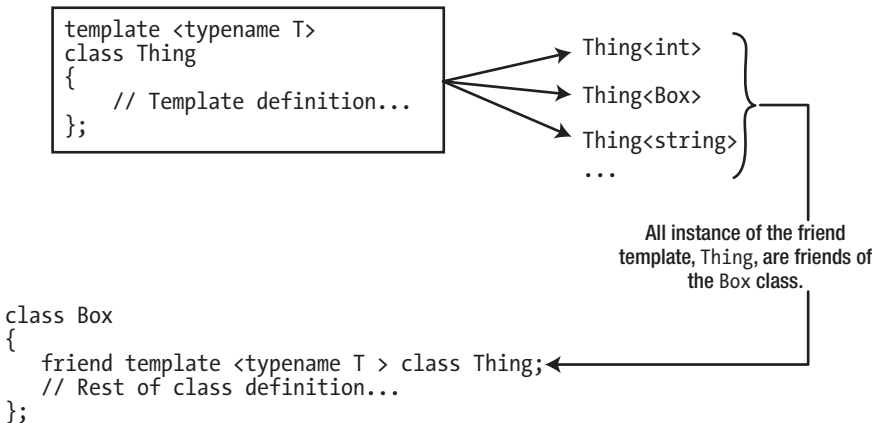 template <typename T>
class Thing
{
    // Template definition...
};
Thing<int>
Thing<Box>
Thing<string>
...
All instance of the friend
template, Thing, are friends of
the Box class.
class Box
{
   friend template <typename T > class Thing;
   // Rest of class definition...
};